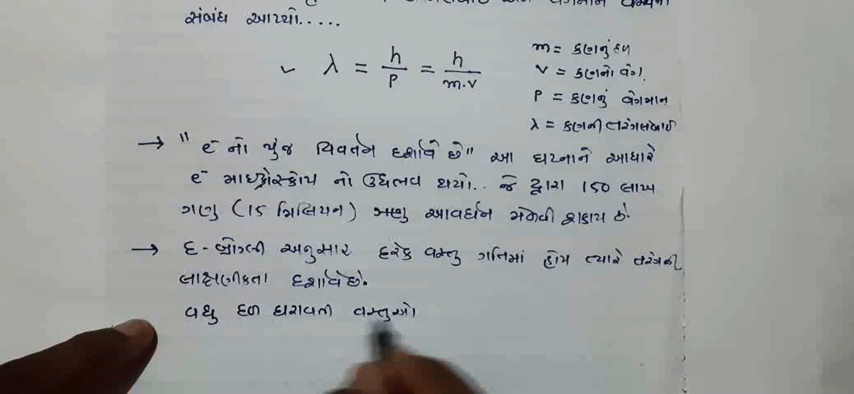 સંબંધ આપ્યો.....
λ = h/P = h/m.v
m = કણનું દળ
v = કણનો વેગ.
P = કણનું વેગમાન
λ = કણની તરંગલંબાઈ
→ " e⁻ નો પુંજ વિવર્તન દર્શાવે છે" આ ઘટનાને આધારે
e⁻ માઇક્રોસ્કોપ નો ઉદ્દભવ થયો.. જે દ્વારા 150 લાખ
ગણુ (15 મિલિયન) આવર્ધન મેળવી શકાય છે.
→ દ-બ્રોગ્લી અનુસાર દરેક વસ્તુ ગતિમાં હોય ત્યારે તરંગની
લાક્ષણીકતા દર્શાવે છે.
વધુ દળ ધરાવતી વસ્તુઓ